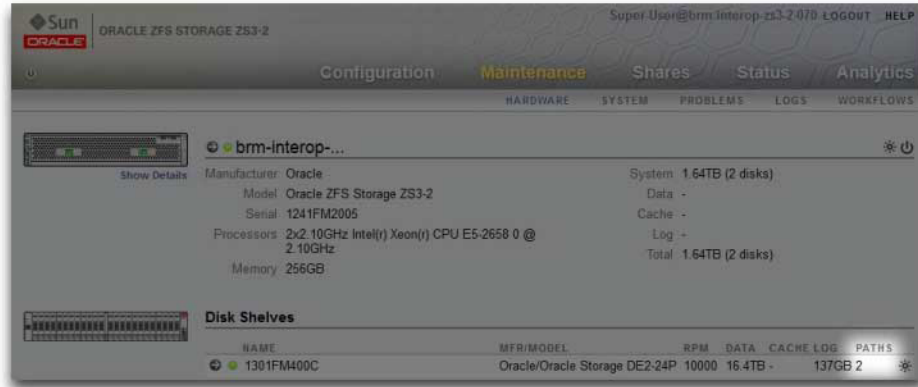 Sun
ORACLE
ORACLE ZFS STORAGE ZS3-2
Super-User@brm-interop-zs3-2-070 LOGOUT HELP
Configuration Maintenance Shares Status Analytics
HARDWARE SYSTEM PROBLEMS LOGS WORKFLOWS
brm-interop-...
Show Details
Manufacturer Oracle
Model Oracle ZFS Storage ZS3-2
Serial 1241FM2005
Processors 2x2.10GHz Intel(r) Xeon(r) CPU E5-2658 0 @
2.10GHz
Memory 256GB
System 1.64TB (2 disks)
Data -
Cache -
Log -
Total 1.64TB (2 disks)
Disk Shelves
NAME MFR/MODEL RPM DATA CACHE LOG PATHS
1301FM400C Oracle/Oracle Storage DE2-24P 10000 16.4TB - 137GB 2